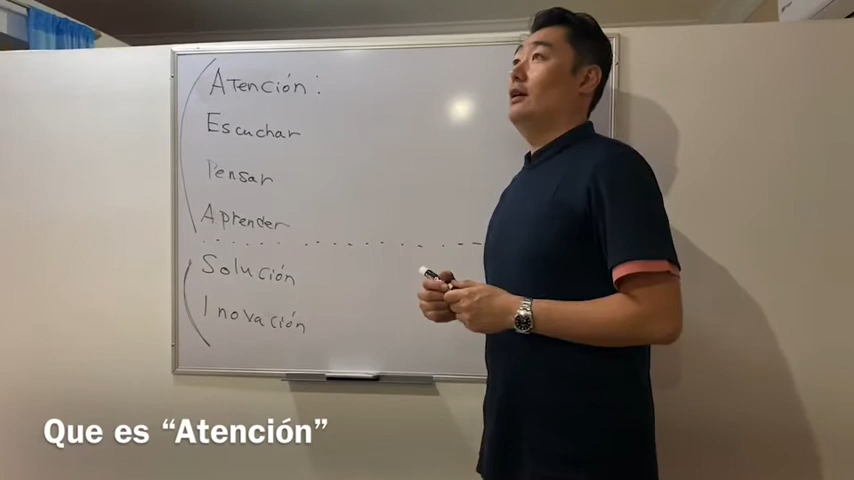 Atención:
Escuchar
Pensar
Aprender
Solución
Inovación
Que es “Atención”